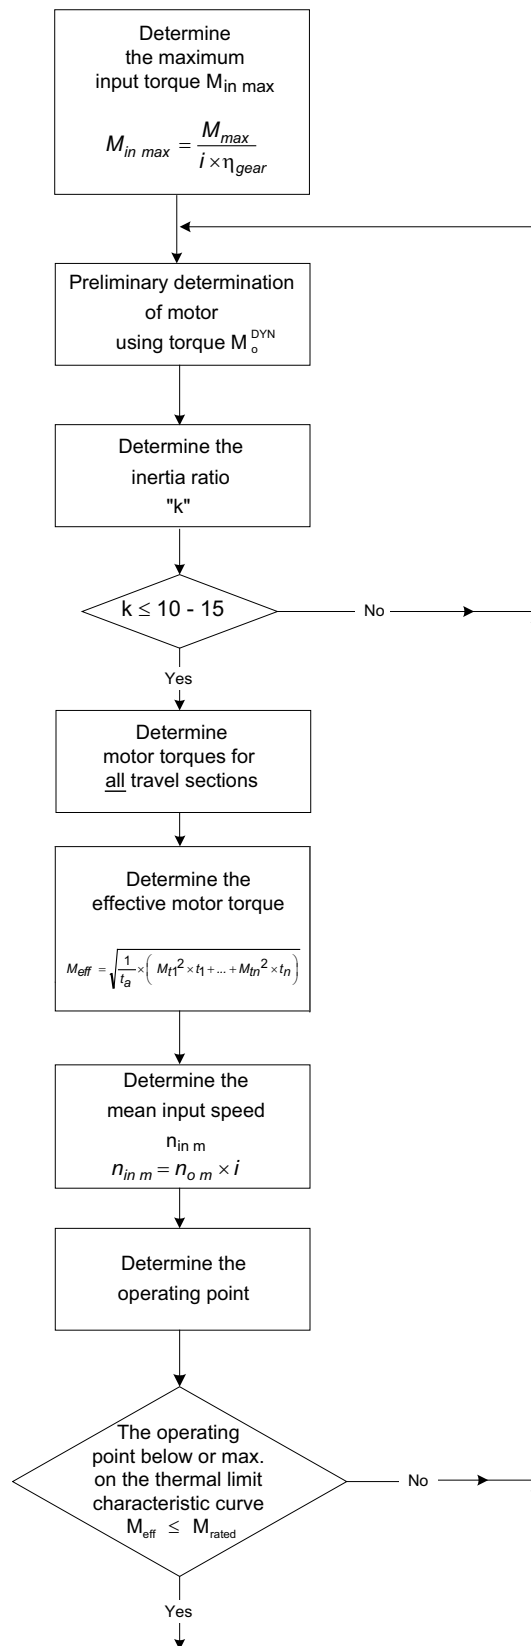 Determine
the maximum
input torque M_in max
M_in max = M_max / (i × η_gear)
Preliminary determination
of motor
using torque M_o^DYN
Determine the
inertia ratio
"k"
k ≤ 10 - 15
No
Yes
Determine
motor torques for
all travel sections
Determine the
effective motor torque
M_eff = √(1/t_a × (M_t1² × t_1 + ... + M_tn² × t_n))
Determine the
mean input speed
n_in m
n_in m = n_o m × i
Determine the
operating point
The operating
point below or max.
on the thermal limit
characteristic curve
M_eff ≤ M_rated
No
Yes